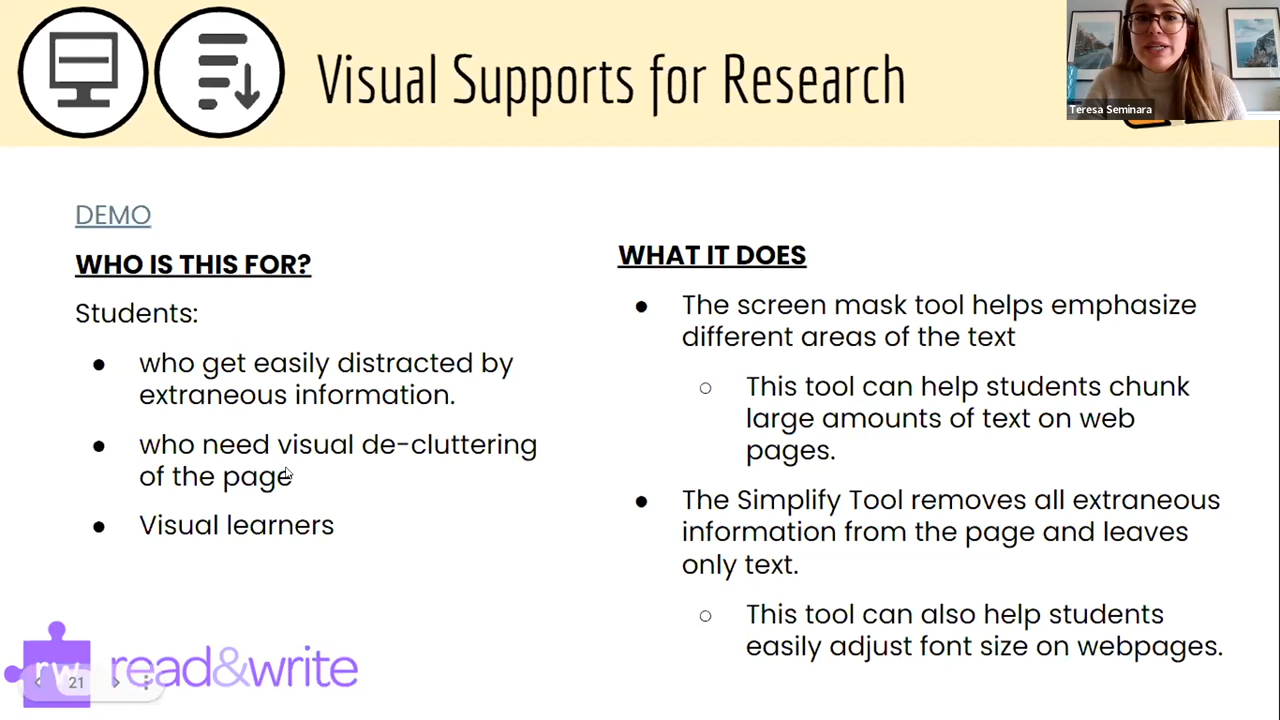 Visual Supports for Research
Teresa Seminara
DEMO
WHO IS THIS FOR?
Students:
● who get easily distracted by
extraneous information.
● who need visual de-cluttering
of the page
● Visual learners
WHAT IT DOES
● The screen mask tool helps emphasize
different areas of the text
○ This tool can help students chunk
large amounts of text on web
pages.
● The Simplify Tool removes all extraneous
information from the page and leaves
only text.
○ This tool can also help students
easily adjust font size on webpages.
rw read&write
21